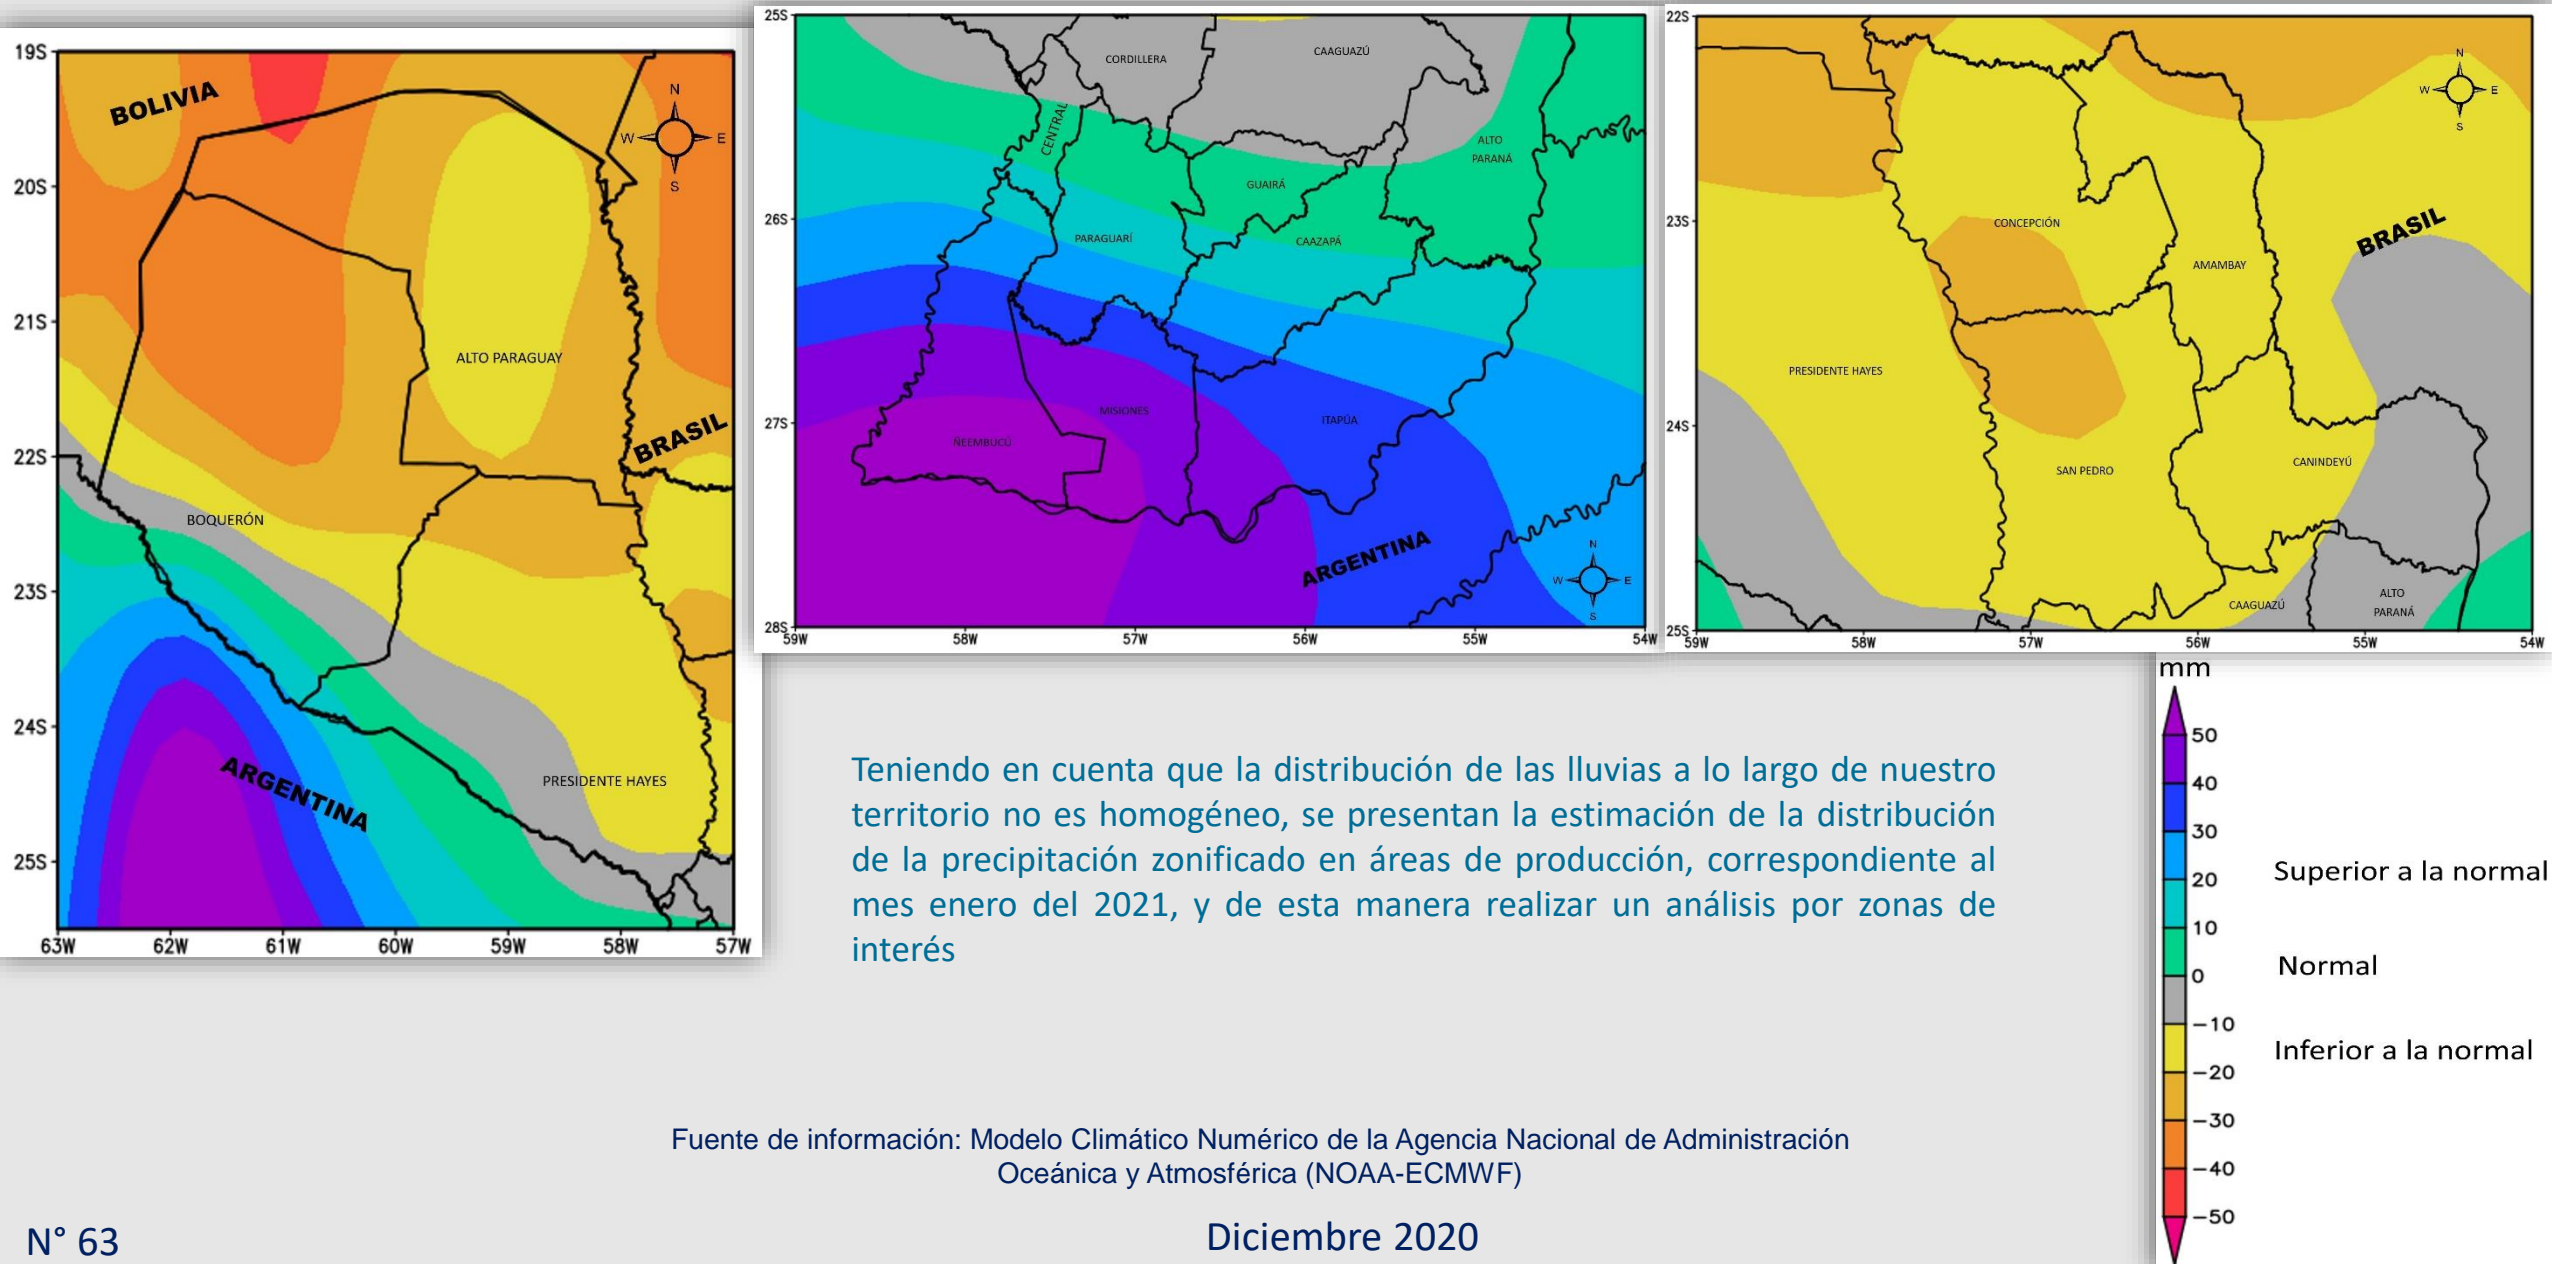 19S
20S
21S
22S
23S
24S
25S
63W 62W 61W 60W 59W 58W 57W
BOLIVIA
N
W E
S
ALTO PARAGUAY
BRASIL
BOQUERÓN
ARGENTINA
PRESIDENTE HAYES
25S
26S
27S
28S
59W 58W 57W 56W 55W 54W
CORDILLERA
CAAGUAZÚ
CENTRAL
ALTO
PARANÁ
GUAIRÁ
PARAGUARÍ
CAAZAPÁ
MISIONES
ITAPÚA
ÑEEMBUCÚ
ARGENTINA
N
W E
S
22S
23S
24S
25S
59W 58W 57W 56W 55W 54W
N
W E
S
CONCEPCIÓN
BRASIL
AMAMBAY
PRESIDENTE HAYES
SAN PEDRO
CANINDEYÚ
CAAGUAZÚ
ALTO
PARANÁ
mm
50
40
30
20
10
0
-10
-20
-30
-40
-50
Superior a la normal
Normal
Inferior a la normal
Teniendo en cuenta que la distribución de las lluvias a lo largo de nuestro
territorio no es homogéneo, se presentan la estimación de la distribución
de la precipitación zonificado en áreas de producción, correspondiente al
mes enero del 2021, y de esta manera realizar un análisis por zonas de
interés
Fuente de información: Modelo Climático Numérico de la Agencia Nacional de Administración
Oceánica y Atmosférica (NOAA-ECMWF)
N° 63
Diciembre 2020